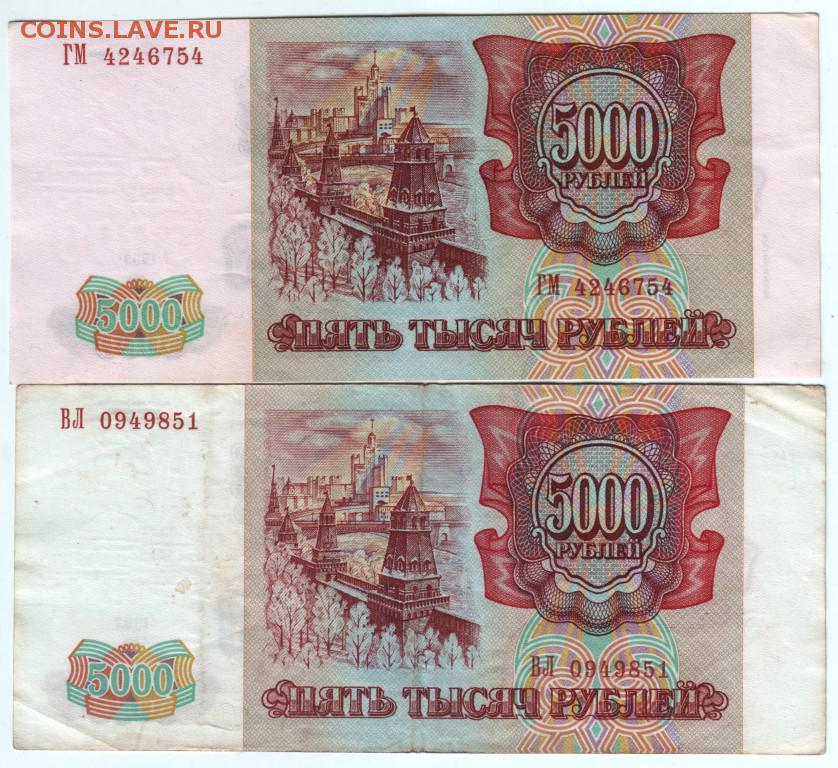 COINS.LAVE.РУ
ГМ 4246754
5000
РУБЛЕЙ
ГМ 4246754
5000
ПЯТЬ ТЫСЯЧ РУБЛЕЙ
ВЛ 0949851
5000
РУБЛЕЙ
ВЛ 0949851
5000
ПЯТЬ ТЫСЯЧ РУБЛЕЙ